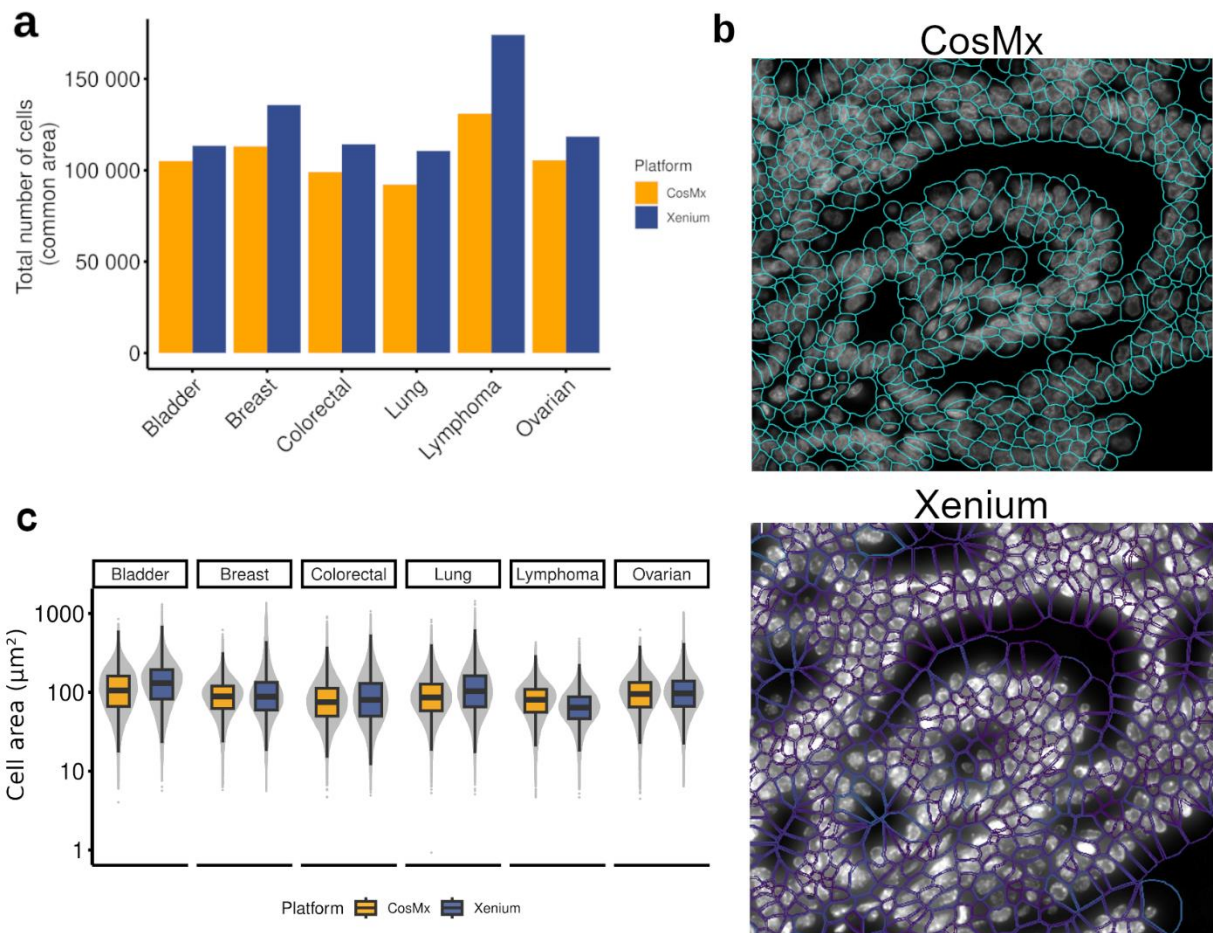 a
Total number of cells
(common area)
150 000
100 000
50 000
0
Bladder
Breast
Colorectal
Lung
Lymphoma
Ovarian
Platform
CosMx
Xenium
b
CosMx
Xenium
c
Bladder
Breast
Colorectal
Lung
Lymphoma
Ovarian
Cell area (µm²)
1000
100
10
1
Platform
CosMx
Xenium